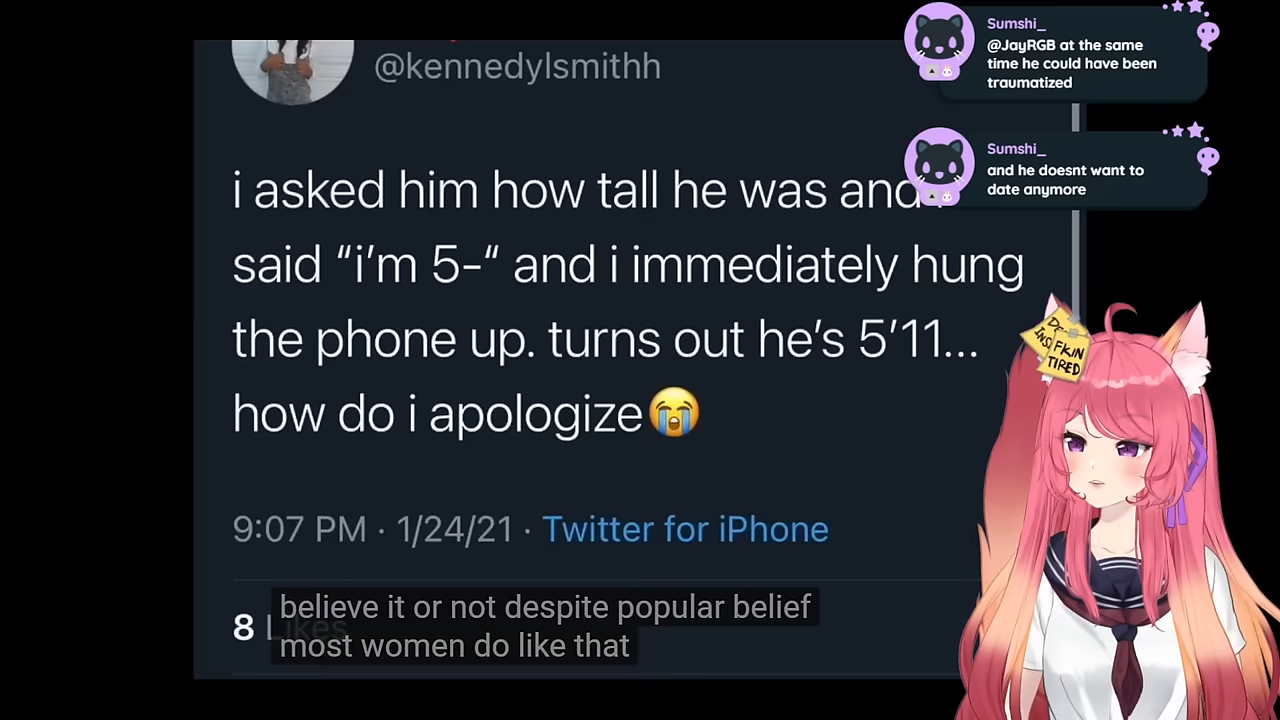 @kennedylsmithh
i asked him how tall he was and
said “i’m 5-“ and i immediately hung
the phone up. turns out he’s 5’11...
how do i apologize😭
9:07 PM · 1/24/21 · Twitter for iPhone
8 Likes
believe it or not despite popular belief
most women do like that
Sumshi_
@JayRGB at the same
time he could have been
traumatized
Sumshi_
and he doesnt want to
date anymore
FKIN
TIRED